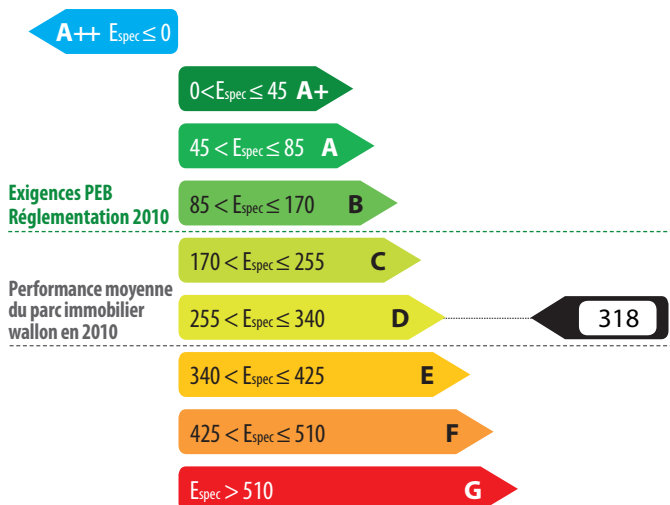 A++ Espec ≤ 0
0<Espec ≤ 45 A+
45 < Espec ≤ 85 A
Exigences PEB
Réglementation 2010
85 < Espec ≤ 170 B
170 < Espec ≤ 255 C
Performance moyenne
du parc immobilier
wallon en 2010
255 < Espec ≤ 340 D
318
340 < Espec ≤ 425 E
425 < Espec ≤ 510 F
Espec > 510 G